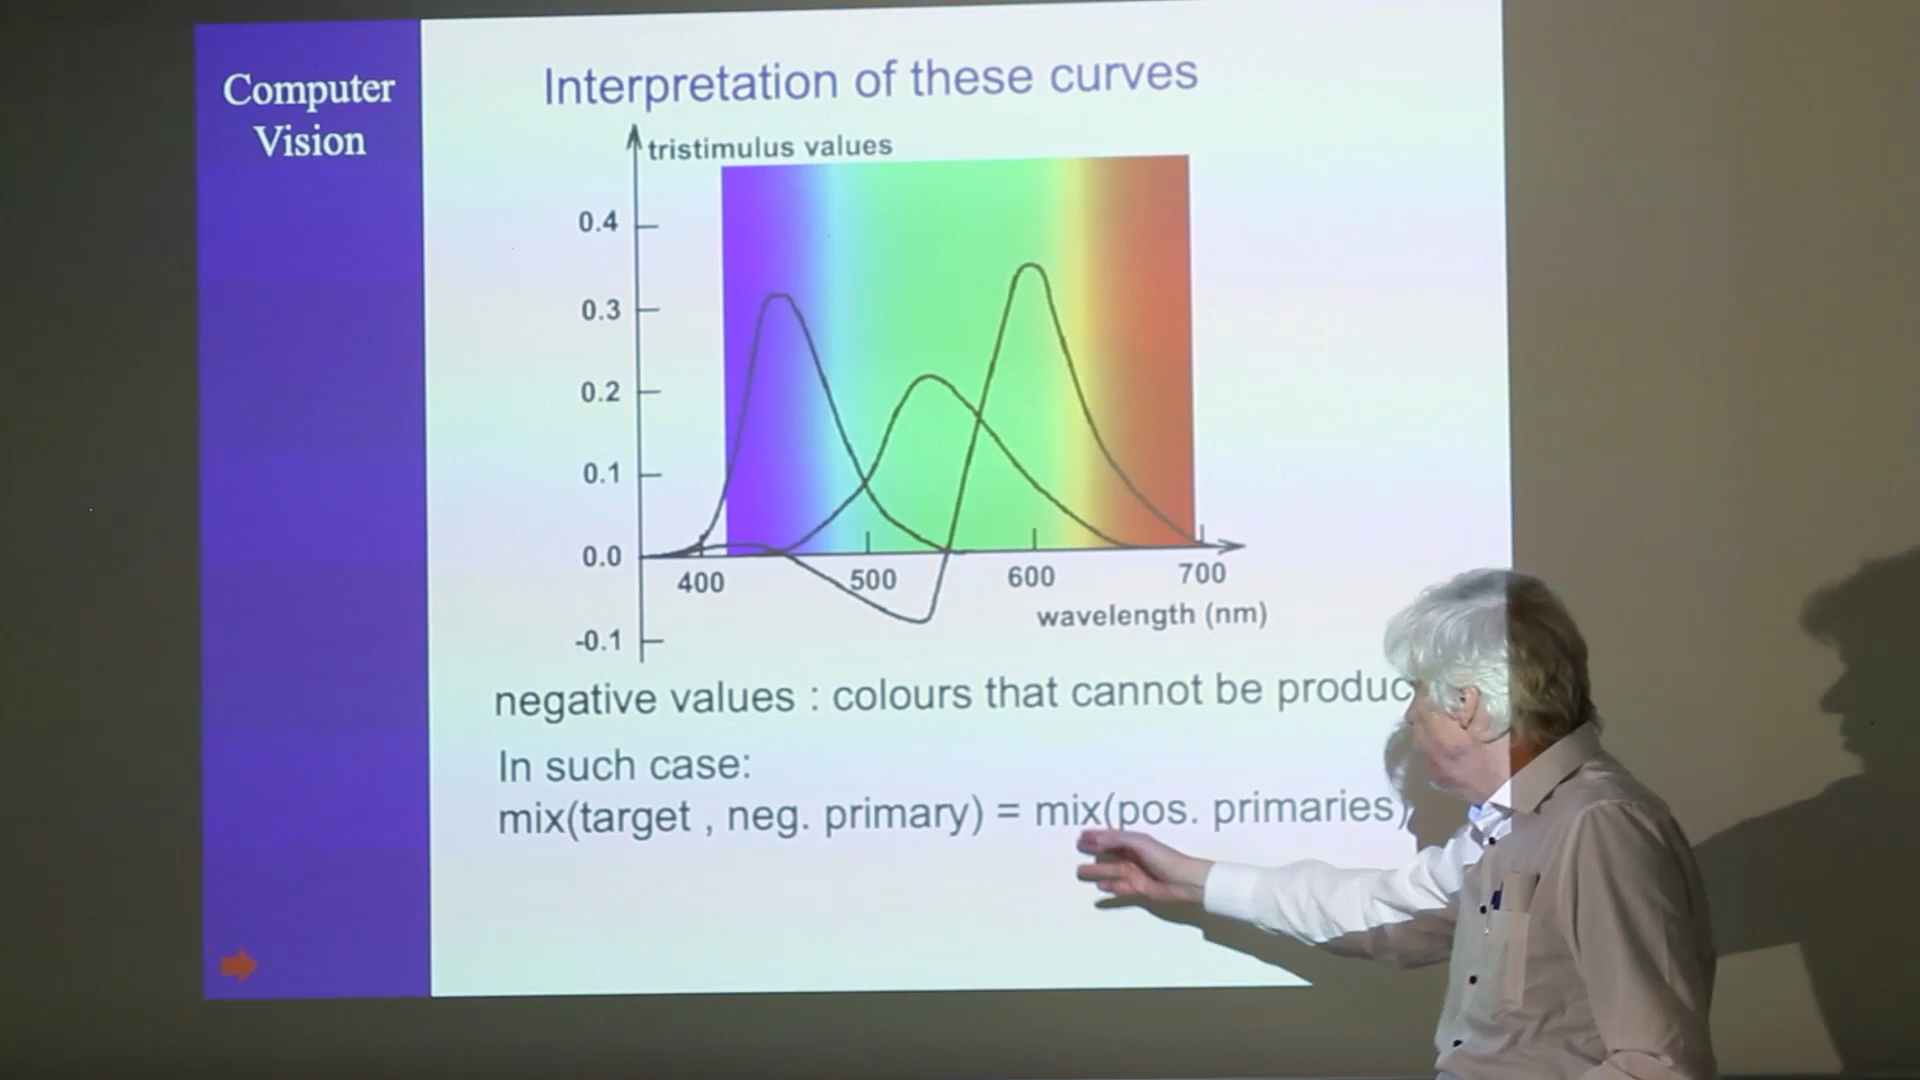 Computer
Vision
Interpretation of these curves
tristimulus values
0.4
0.3
0.2
0.1
0.0
-0.1
400 500 600 700
wavelength (nm)
negative values : colours that cannot be
In such case:
mix(target , neg. primary) = mix(pos. primaries)